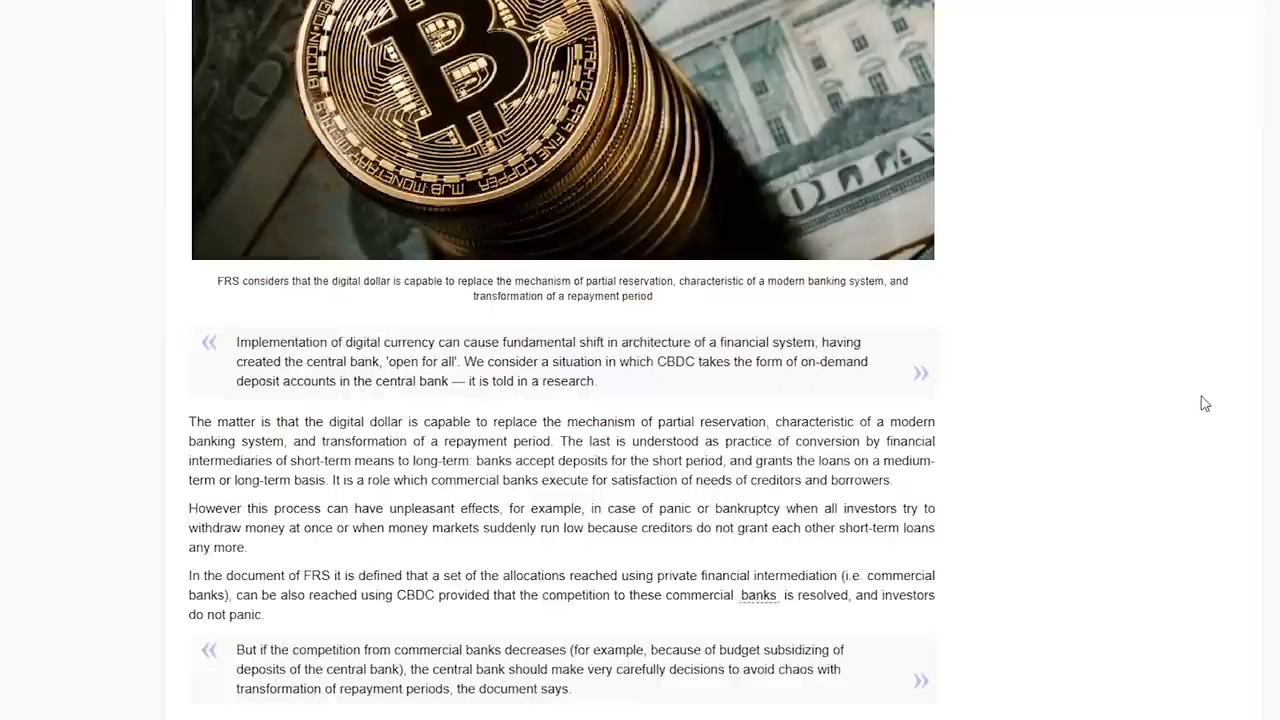 BITCOIN
1 TROY OZ .999 FINE COPPER
MJB MONETARY
FRS considers that the digital dollar is capable to replace the mechanism of partial reservation, characteristic of a modern banking system, and
transformation of a repayment period
« Implementation of digital currency can cause fundamental shift in architecture of a financial system, having
created the central bank, 'open for all'. We consider a situation in which CBDC takes the form of on-demand
deposit accounts in the central bank — it is told in a research. »
The matter is that the digital dollar is capable to replace the mechanism of partial reservation, characteristic of a modern
banking system, and transformation of a repayment period. The last is understood as practice of conversion by financial
intermediaries of short-term means to long-term: banks accept deposits for the short period, and grants the loans on a medium-
term or long-term basis. It is a role which commercial banks execute for satisfaction of needs of creditors and borrowers.
However this process can have unpleasant effects, for example, in case of panic or bankruptcy when all investors try to
withdraw money at once or when money markets suddenly run low because creditors do not grant each other short-term loans
any more.
In the document of FRS it is defined that a set of the allocations reached using private financial intermediation (i.e. commercial
banks), can be also reached using CBDC provided that the competition to these commercial banks is resolved, and investors
do not panic.
« But if the competition from commercial banks decreases (for example, because of budget subsidizing of
deposits of the central bank), the central bank should make very carefully decisions to avoid chaos with
transformation of repayment periods, the document says. »